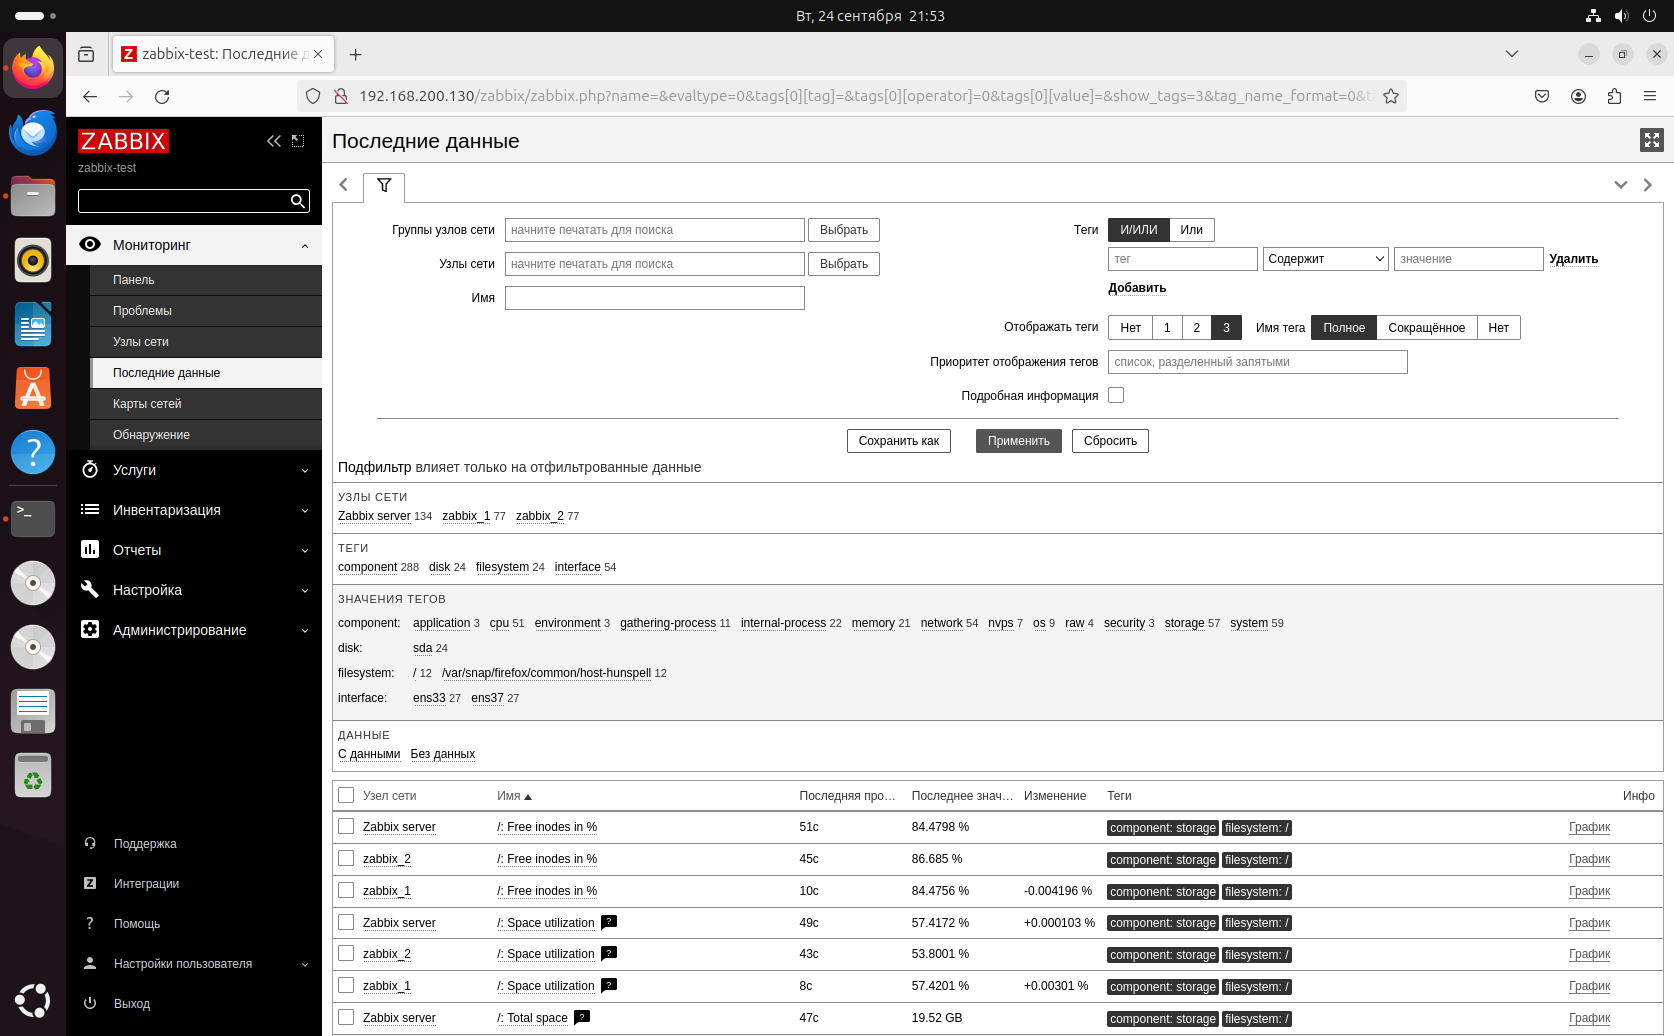 Вт, 24 сентября 21:53
zabbix-test: Последние д
192.168.200.130/zabbix/zabbix.php?name=&evaltype=0&tags[0][tag]=&tags[0][operator]=0&tags[0][value]=&show_tags=3&tag_name_format=0&t
ZABBIX
zabbix-test
Мониторинг
Панель
Проблемы
Узлы сети
Последние данные
Карты сетей
Обнаружение
Услуги
Инвентаризация
Отчеты
Настройка
Администрирование
Поддержка
Интеграции
Помощь
Настройки пользователя
Выход
Последние данные
Группы узлов сети начните печатать для поиска Выбрать
Узлы сети начните печатать для поиска Выбрать
Имя
Теги И/ИЛИ Или
тег Содержит значение Удалить
Добавить
Отображать теги Нет 1 2 3 Имя тега Полное Сокращённое Нет
Приоритет отображения тегов список, разделенный запятыми
Подробная информация
Сохранить как Применить Сбросить
Подфильтр влияет только на отфильтрованные данные
УЗЛЫ СЕТИ
Zabbix server 134 zabbix_1 77 zabbix_2 77
ТЕГИ
component 288 disk 24 filesystem 24 interface 54
ЗНАЧЕНИЯ ТЕГОВ
component: application 3 cpu 51 environment 3 gathering-process 11 internal-process 22 memory 21 network 54 nvps 7 os 9 raw 4 security 3 storage 57 system 59
disk: sda 24
filesystem: / 12 /var/snap/firefox/common/host-hunspell 12
interface: ens33 27 ens37 27
ДАННЫЕ
С данными Без данных
Узел сети Имя Последняя про… Последнее знач… Изменение Теги Инфо
Zabbix server /: Free inodes in % 51с 84.4798 % component: storage filesystem: / График
zabbix_2 /: Free inodes in % 45с 86.685 % component: storage filesystem: / График
zabbix_1 /: Free inodes in % 10с 84.4756 % -0.004196 % component: storage filesystem: / График
Zabbix server /: Space utilization ? 49с 57.4172 % +0.000103 % component: storage filesystem: / График
zabbix_2 /: Space utilization ? 43с 53.8001 % component: storage filesystem: / График
zabbix_1 /: Space utilization ? 8с 57.4201 % +0.00301 % component: storage filesystem: / График
Zabbix server /: Total space ? 47с 19.52 GB component: storage filesystem: / График